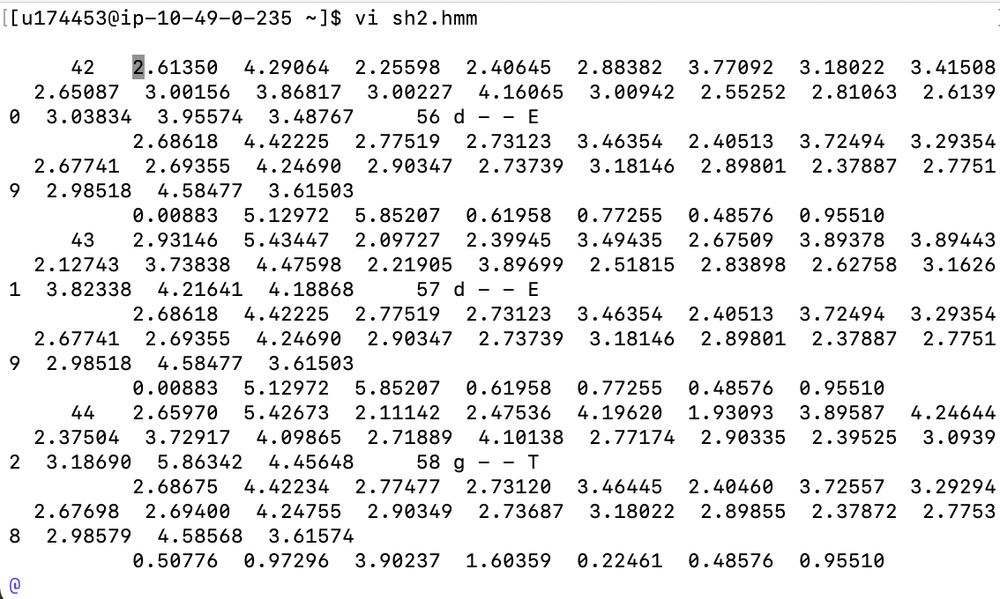 [[u174453@ip-10-49-0-235 ~]$ vi sh2.hmm ]
42 2.61350 4.29064 2.25598 2.40645 2.88382 3.77092 3.18022 3.41508
2.65087 3.00156 3.86817 3.00227 4.16065 3.00942 2.55252 2.81063 2.6139
0 3.03834 3.95574 3.48767 56 d - - E
2.68618 4.42225 2.77519 2.73123 3.46354 2.40513 3.72494 3.29354
2.67741 2.69355 4.24690 2.90347 2.73739 3.18146 2.89801 2.37887 2.7751
9 2.98518 4.58477 3.61503
0.00883 5.12972 5.85207 0.61958 0.77255 0.48576 0.95510
43 2.93146 5.43447 2.09727 2.39945 3.49435 2.67509 3.89378 3.89443
2.12743 3.73838 4.47598 2.21905 3.89699 2.51815 2.83898 2.62758 3.1626
1 3.82338 4.21641 4.18868 57 d - - E
2.68618 4.42225 2.77519 2.73123 3.46354 2.40513 3.72494 3.29354
2.67741 2.69355 4.24690 2.90347 2.73739 3.18146 2.89801 2.37887 2.7751
9 2.98518 4.58477 3.61503
0.00883 5.12972 5.85207 0.61958 0.77255 0.48576 0.95510
44 2.65970 5.42673 2.11142 2.47536 4.19620 1.93093 3.89587 4.24644
2.37504 3.72917 4.09865 2.71889 4.10138 2.77174 2.90335 2.39525 3.0939
2 3.18690 5.86342 4.45648 58 g - - T
2.68675 4.42234 2.77477 2.73120 3.46445 2.40460 3.72557 3.29294
2.67698 2.69400 4.24755 2.90349 2.73687 3.18022 2.89855 2.37872 2.7753
8 2.98579 4.58568 3.61574
0.50776 0.97296 3.90237 1.60359 0.22461 0.48576 0.95510
@